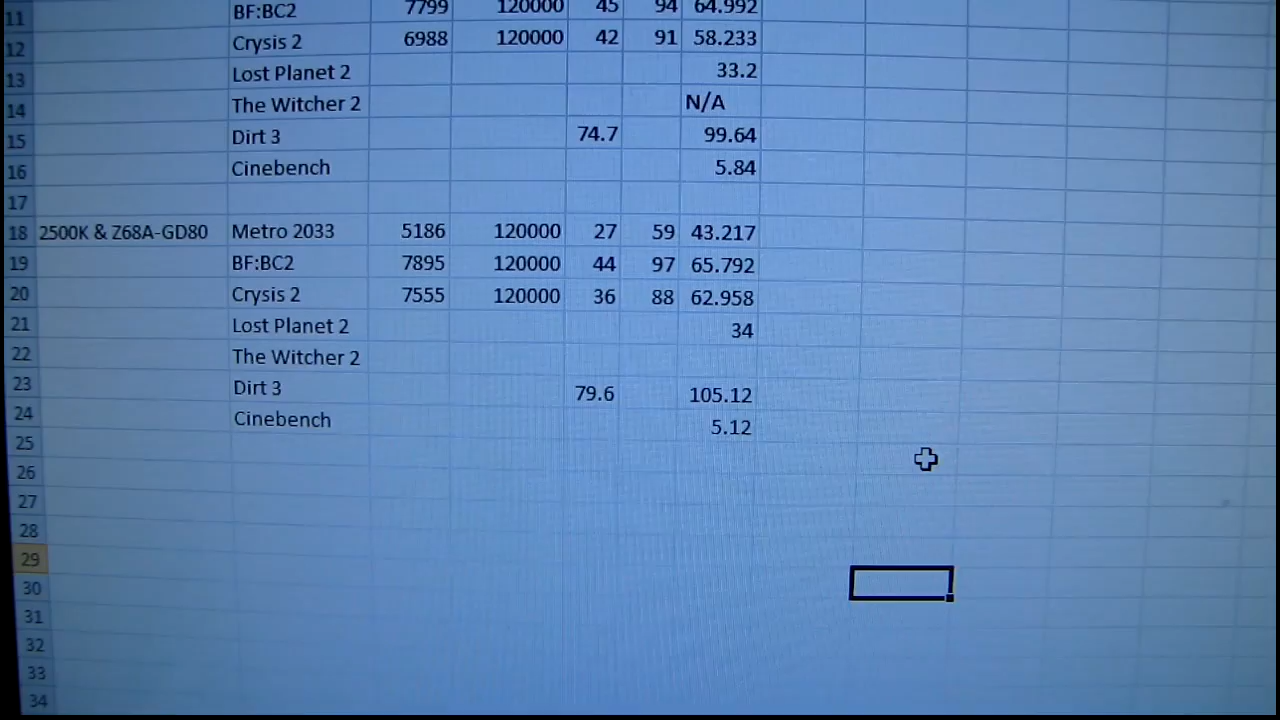 11 BF:BC2 7799 120000 45 94 64.992
12 Crysis 2 6988 120000 42 91 58.233
13 Lost Planet 2 33.2
14 The Witcher 2 N/A
15 Dirt 3 74.7 99.64
16 Cinebench 5.84
17
18 2500K & Z68A-GD80 Metro 2033 5186 120000 27 59 43.217
19 BF:BC2 7895 120000 44 97 65.792
20 Crysis 2 7555 120000 36 88 62.958
21 Lost Planet 2 34
22 The Witcher 2
23 Dirt 3 79.6 105.12
24 Cinebench 5.12
25
26
27
28
29
30
31
32
33
34